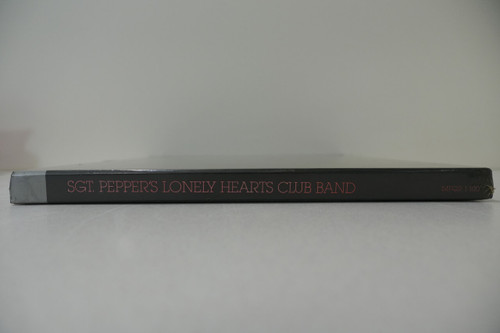 SGT. PEPPER'S LONELY HEARTS CLUB BAND